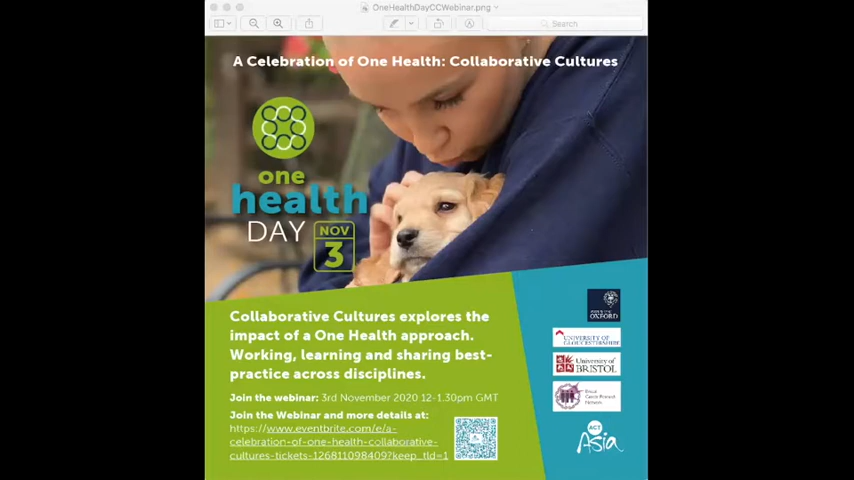 OneHealthDayCCWebinar.png
Search
A Celebration of One Health: Collaborative Cultures
one
health
DAY
NOV
3
Collaborative Cultures explores the
impact of a One Health approach.
Working, learning and sharing best-
practice across disciplines.
Join the webinar: 3rd November 2020 12-1.30pm GMT
Join the Webinar and more details at:
https://www.eventbrite.com/e/a-
celebration-of-one-health-collaborative-
cultures-tickets-126811098409?keep_tld=1
OXFORD
UNIVERSITY OF
GLOUCESTERSHIRE
University of
BRISTOL
Network
ACT
Asia